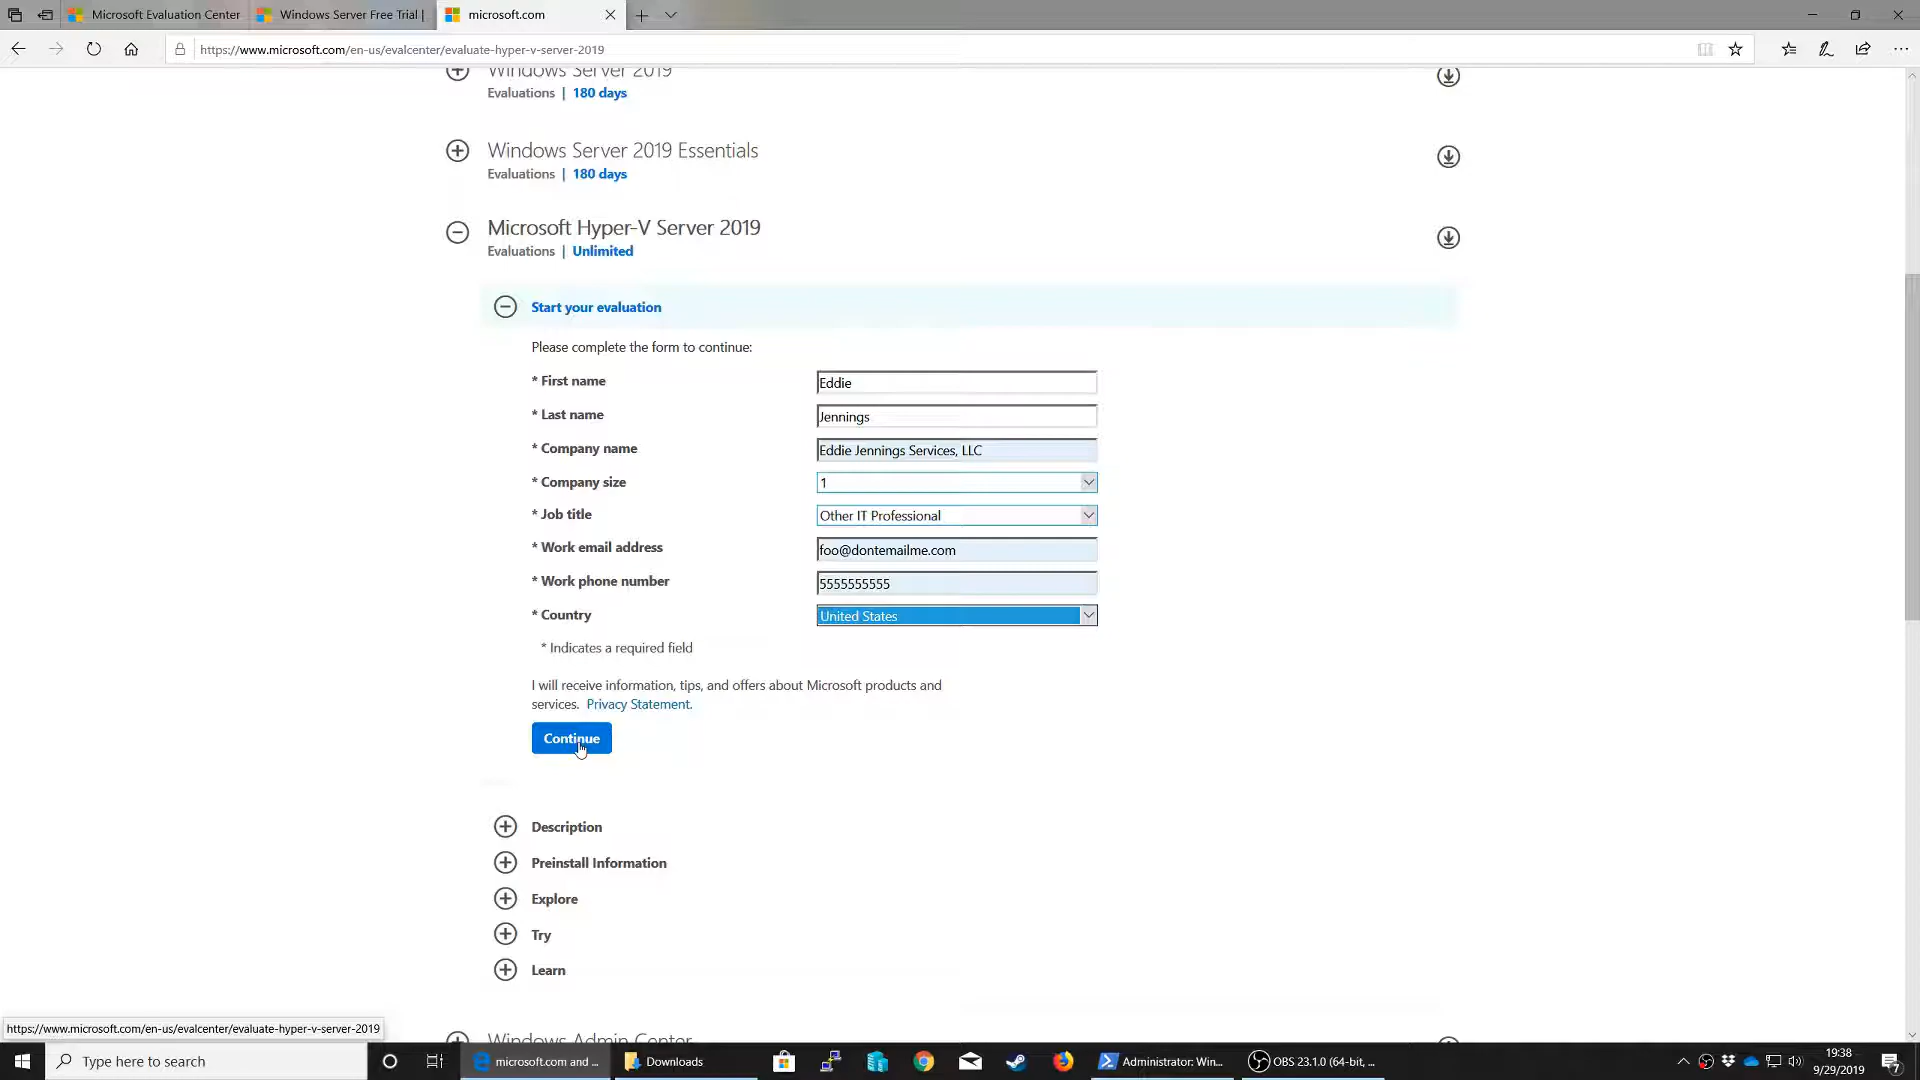 Microsoft Evaluation Center
Windows Server Free Trial |
microsoft.com
https://www.microsoft.com/en-us/evalcenter/evaluate-hyper-v-server-2019
Windows Server 2019
Evaluations | 180 days
Windows Server 2019 Essentials
Evaluations | 180 days
Microsoft Hyper-V Server 2019
Evaluations | Unlimited
Start your evaluation
Please complete the form to continue:
* First name Eddie
* Last name Jennings
* Company name Eddie Jennings Services, LLC
* Company size 1
* Job title Other IT Professional
* Work email address foo@dontemailme.com
* Work phone number 5555555555
* Country United States
* Indicates a required field
I will receive information, tips, and offers about Microsoft products and
services. Privacy Statement.
Continue
Description
Preinstall Information
Explore
Try
Learn
Windows Admin Center
https://www.microsoft.com/en-us/evalcenter/evaluate-hyper-v-server-2019
Type here to search
microsoft.com and ...
Downloads
Administrator: Win...
OBS 23.1.0 (64-bit, ...
19:38
9/29/2019
7